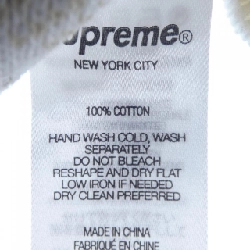 Supreme®
NEW YORK CITY
100% COTTON
HAND WASH COLD, WASH
SEPARATELY
DO NOT BLEACH
RESHAPE AND DRY FLAT
LOW IRON IF NEEDED
DRY CLEAN PREFERRED
MADE IN CHINA
FABRIQUÉ EN CHINE